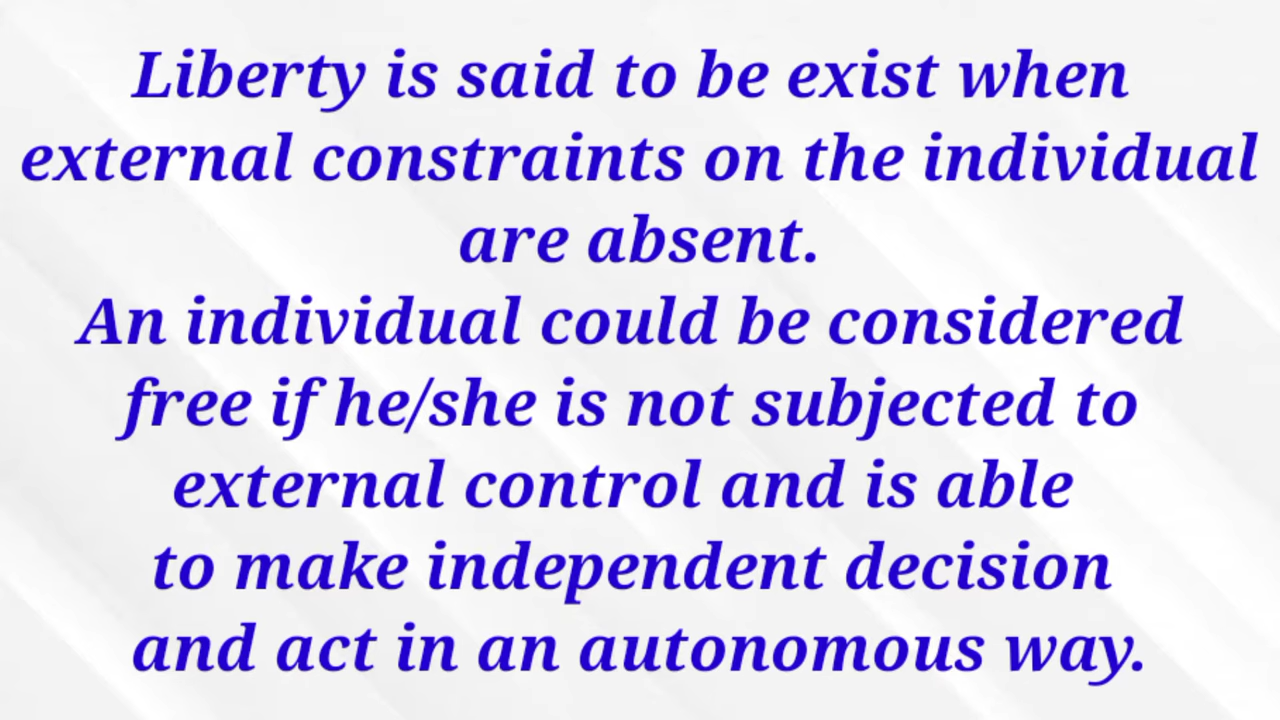 Liberty is said to be exist when
external constraints on the individual
are absent.
An individual could be considered
free if he/she is not subjected to
external control and is able
to make independent decision
and act in an autonomous way.